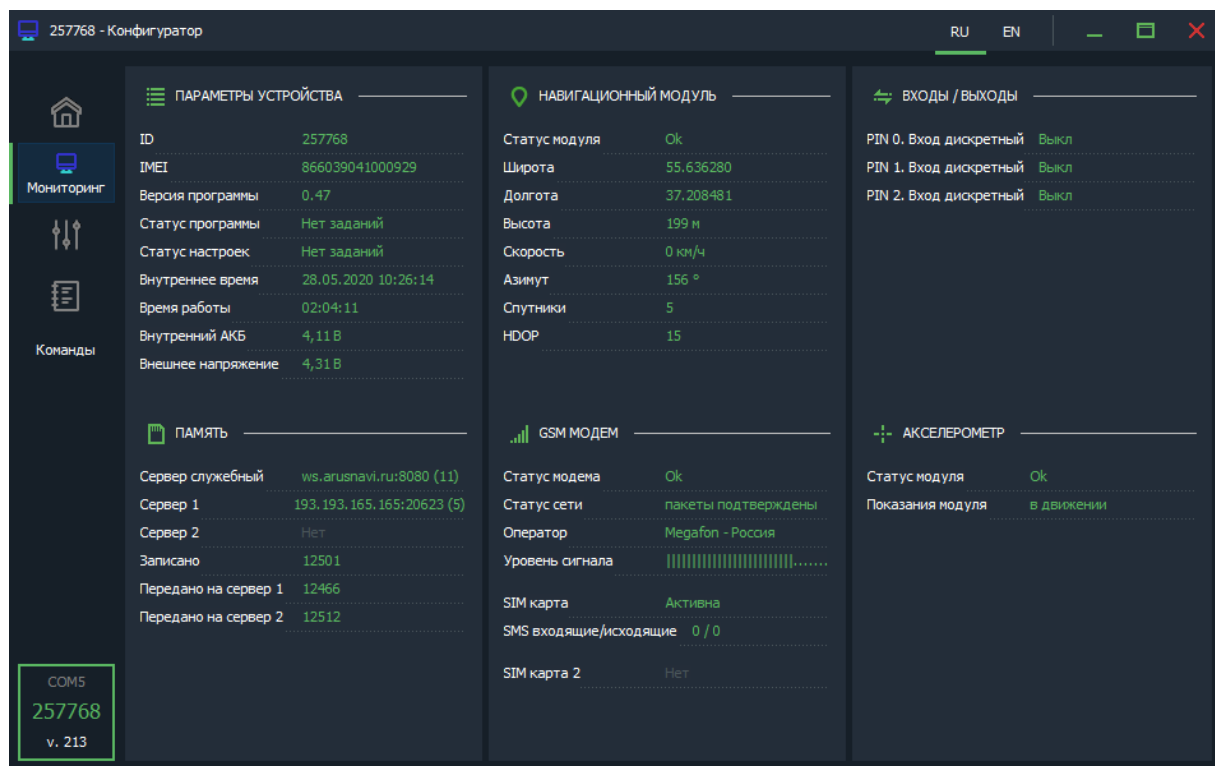 257768 - Конфигуратор
RU EN
Мониторинг
Команды
COM5
257768
v. 213
ПАРАМЕТРЫ УСТРОЙСТВА
ID 257768
IMEI 866039041000929
Версия программы 0.47
Статус программы Нет заданий
Статус настроек Нет заданий
Внутреннее время 28.05.2020 10:26:14
Время работы 02:04:11
Внутренний АКБ 4,11 В
Внешнее напряжение 4,31 В
НАВИГАЦИОННЫЙ МОДУЛЬ
Статус модуля Ok
Широта 55.636280
Долгота 37.208481
Высота 199 м
Скорость 0 км/ч
Азимут 156 °
Спутники 5
HDOP 15
ВХОДЫ / ВЫХОДЫ
PIN 0. Вход дискретный Выкл
PIN 1. Вход дискретный Выкл
PIN 2. Вход дискретный Выкл
ПАМЯТЬ
Сервер служебный ws.arusnavi.ru:8080 (11)
Сервер 1 193.193.165.165:20623 (5)
Сервер 2 Нет
Записано 12501
Передано на сервер 1 12466
Передано на сервер 2 12512
GSM МОДЕМ
Статус модема Ok
Статус сети пакеты подтверждены
Оператор Megafon - Россия
Уровень сигнала
SIM карта Активна
SMS входящие/исходящие 0 / 0
SIM карта 2 Нет
АКСЕЛЕРОМЕТР
Статус модуля Ok
Показания модуля в движении